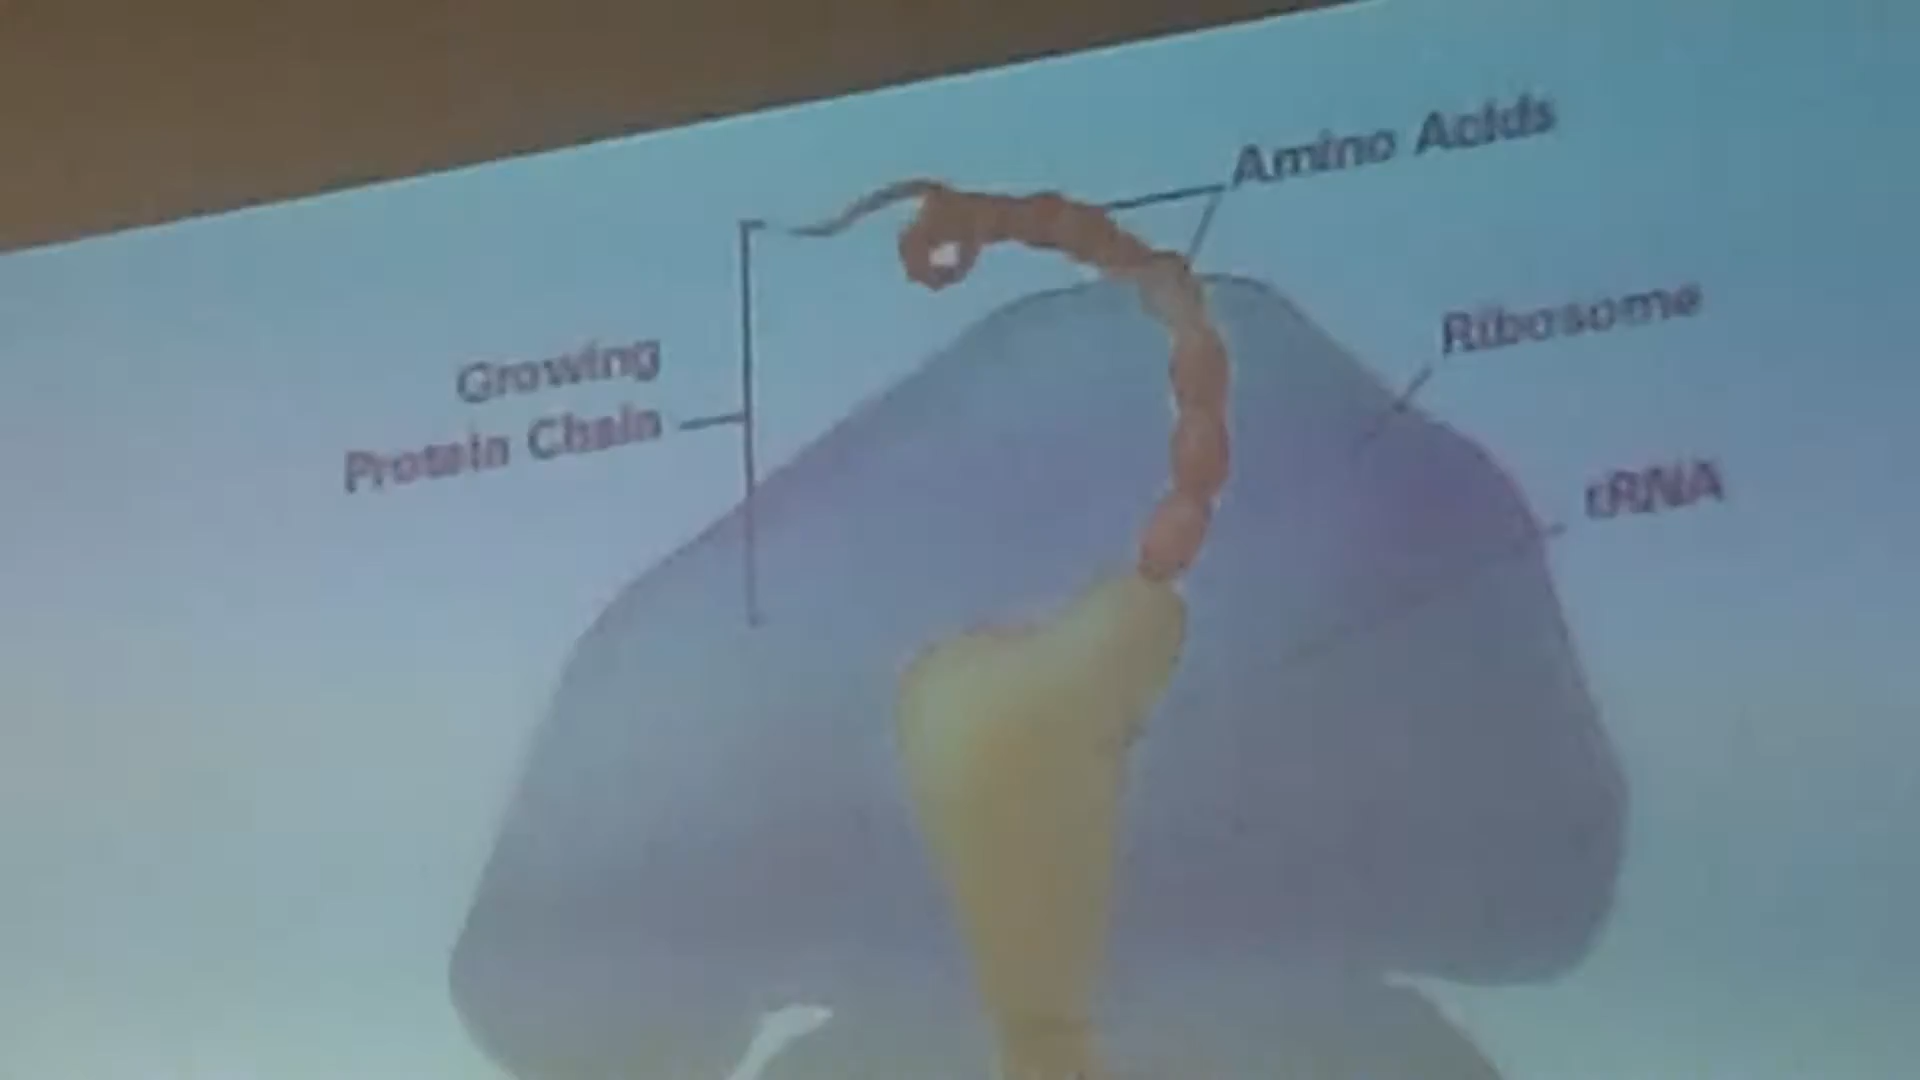 Amino Acids
Growing
Protein Chain
Ribosome
tRNA